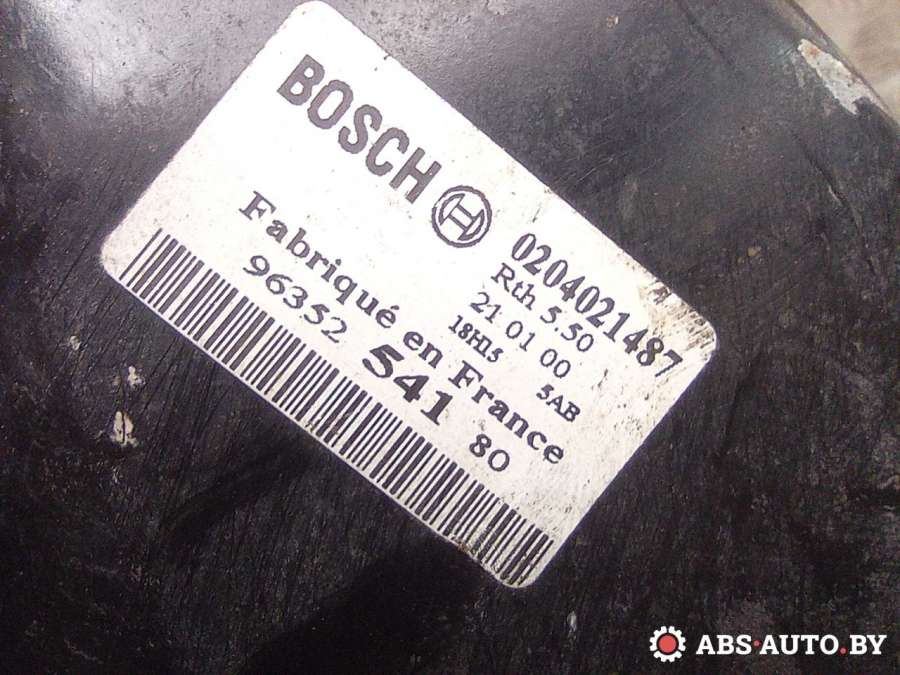 BOSCH
0204021487
Rth 5.50
21 01 00
18H15 5AB
Fabriqué en France
96352 541 80
ABS-AUTO.BY